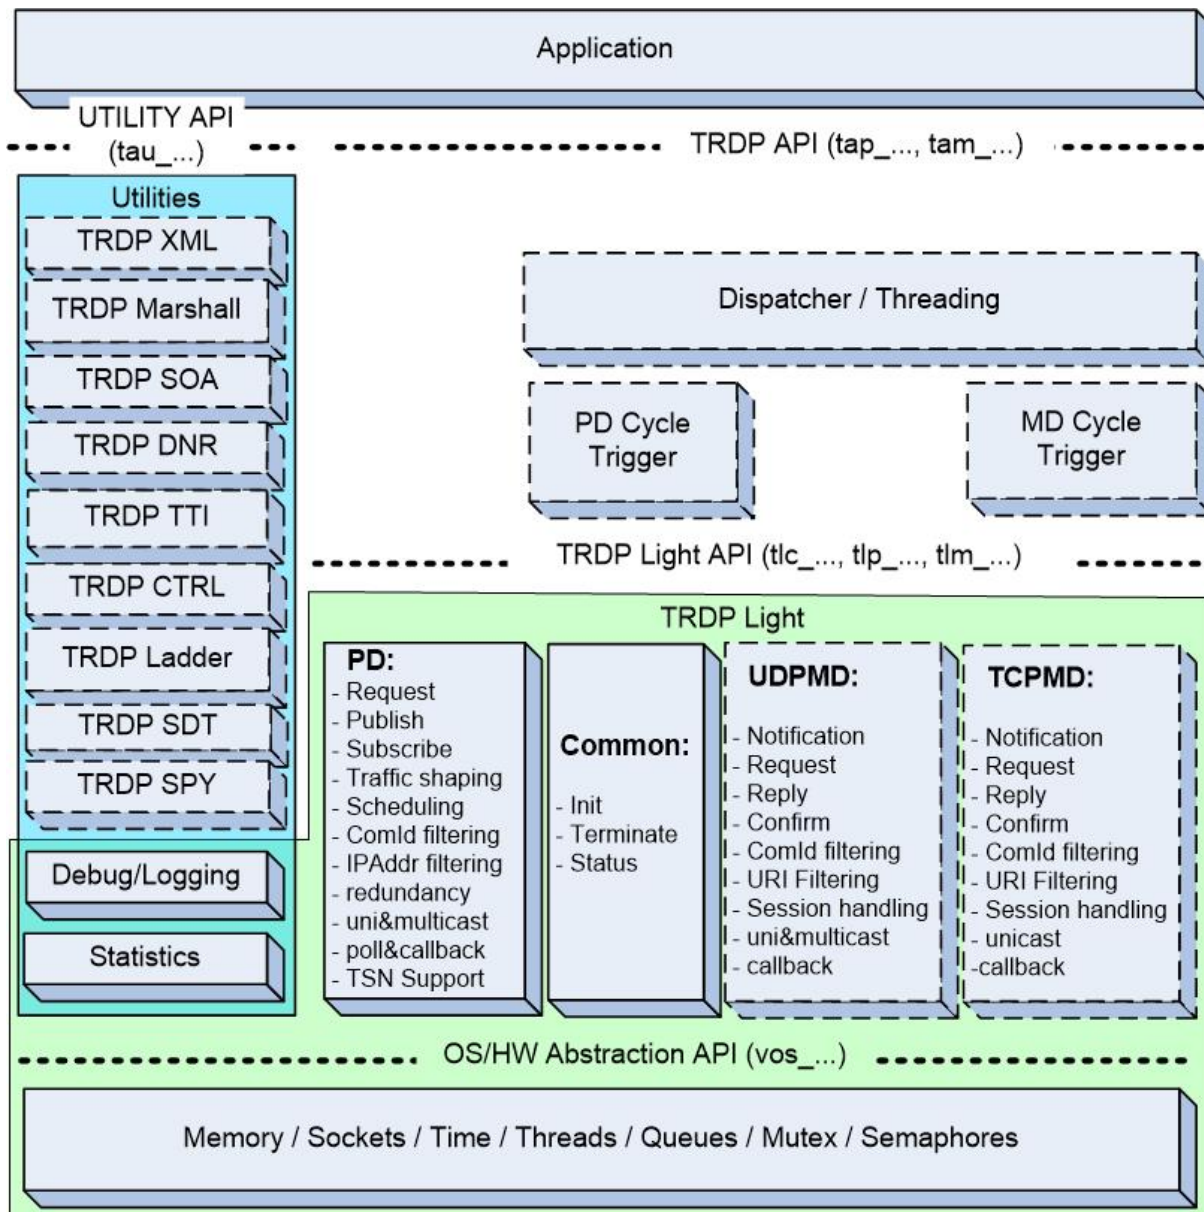 Application
UTILITY API
(tau_...)
TRDP API (tap_..., tam_...)
Utilities
TRDP XML
TRDP Marshall
TRDP SOA
TRDP DNR
TRDP TTI
TRDP CTRL
TRDP Ladder
TRDP SDT
TRDP SPY
Debug/Logging
Statistics
Dispatcher / Threading
PD Cycle
Trigger
MD Cycle
Trigger
TRDP Light API (tlc_..., tlp_..., tlm_...)
TRDP Light
PD:
- Request
- Publish
- Subscribe
- Traffic shaping
- Scheduling
- ComId filtering
- IPAddr filtering
- redundancy
- uni&multicast
- poll&callback
- TSN Support
Common:
- Init
- Terminate
- Status
UDPMD:
- Notification
- Request
- Reply
- Confirm
- ComId filtering
- URI Filtering
- Session handling
- uni&multicast
- callback
TCPMD:
- Notification
- Request
- Reply
- Confirm
- ComId filtering
- URI Filtering
- Session handling
- unicast
-callback
OS/HW Abstraction API (vos_...)
Memory / Sockets / Time / Threads / Queues / Mutex / Semaphores